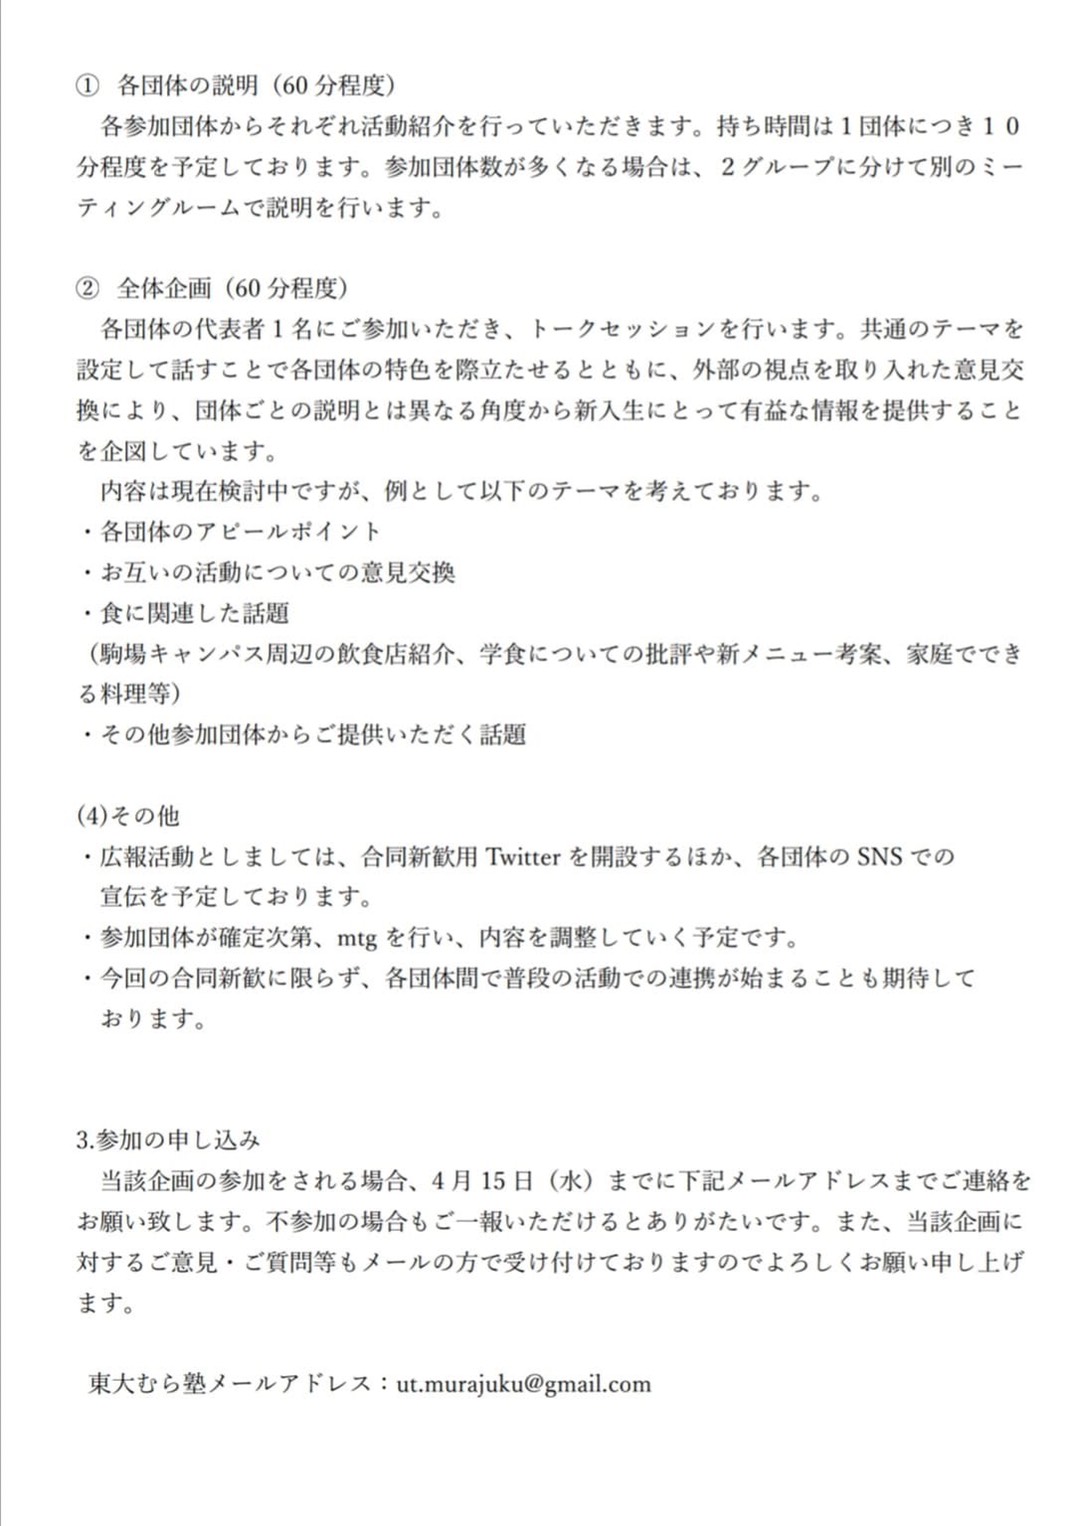 ① 各団体の説明（60 分程度）
　各参加団体からそれぞれ活動紹介を行っていただきます。持ち時間は１団体につき１０
分程度を予定しております。参加団体数が多くなる場合は、２グループに分けて別のミー
ティングルームで説明を行います。
② 全体企画（60 分程度）
　各団体の代表者 1 名にご参加いただき、トークセッションを行います。共通のテーマを
設定して話すことで各団体の特色を際立たせるとともに、外部の視点を取り入れた意見交
換により、団体ごとの説明とは異なる角度から新入生にとって有益な情報を提供すること
を企図しています。
　内容は現在検討中ですが、例として以下のテーマを考えております。
・各団体のアピールポイント
・お互いの活動についての意見交換
・食に関連した話題
（駒場キャンパス周辺の飲食店紹介、学食についての批評や新メニュー考案、家庭ででき
る料理等）
・その他参加団体からご提供いただく話題
(4)その他
・広報活動としましては、合同新歓用 Twitter を開設するほか、各団体の SNS での
　宣伝を予定しております。
・参加団体が確定次第、mtg を行い、内容を調整していく予定です。
・今回の合同新歓に限らず、各団体間で普段の活動での連携が始まることも期待して
　おります。
3.参加の申し込み
　当該企画の参加をされる場合、4 月 15 日（水）までに下記メールアドレスまでご連絡を
お願い致します。不参加の場合もご一報いただけるとありがたいです。また、当該企画に
対するご意見・ご質問等もメールの方で受け付けておりますのでよろしくお願い申し上げ
ます。
東大むら塾メールアドレス：ut.murajuku@gmail.com